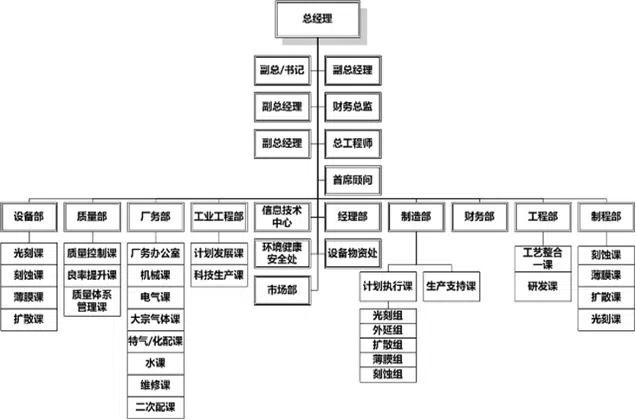 总经理
副总/书记
副总经理
副总经理
财务总监
副总经理
总工程师
首席顾问
设备部
质量部
厂务部
工业工程部
信息技术
中心
经理部
制造部
财务部
工程部
制程部
光刻课
刻蚀课
薄膜课
扩散课
质量控制课
良率提升课
质量体系
管理课
厂务办公室
机械课
电气课
大宗气体课
特气/化配课
水课
维修课
二次配课
计划发展课
科技生产课
环境健康
安全处
设备物资处
市场部
计划执行课
生产支持课
光刻组
外延组
扩散组
薄膜组
刻蚀组
工艺整合
一课
研发课
刻蚀课
薄膜课
扩散课
光刻课